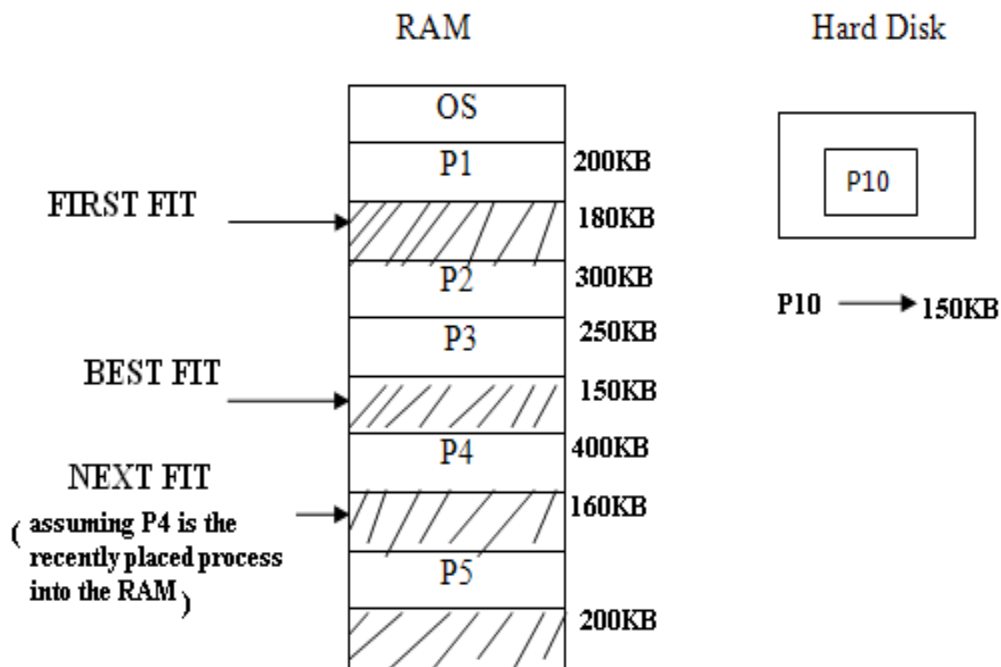 RAM
Hard Disk
OS
P1
200KB
FIRST FIT
180KB
P2
300KB
P3
250KB
BEST FIT
150KB
P4
400KB
NEXT FIT
( assuming P4 is the
recently placed process
into the RAM )
160KB
P5
200KB
P10
P10
150KB